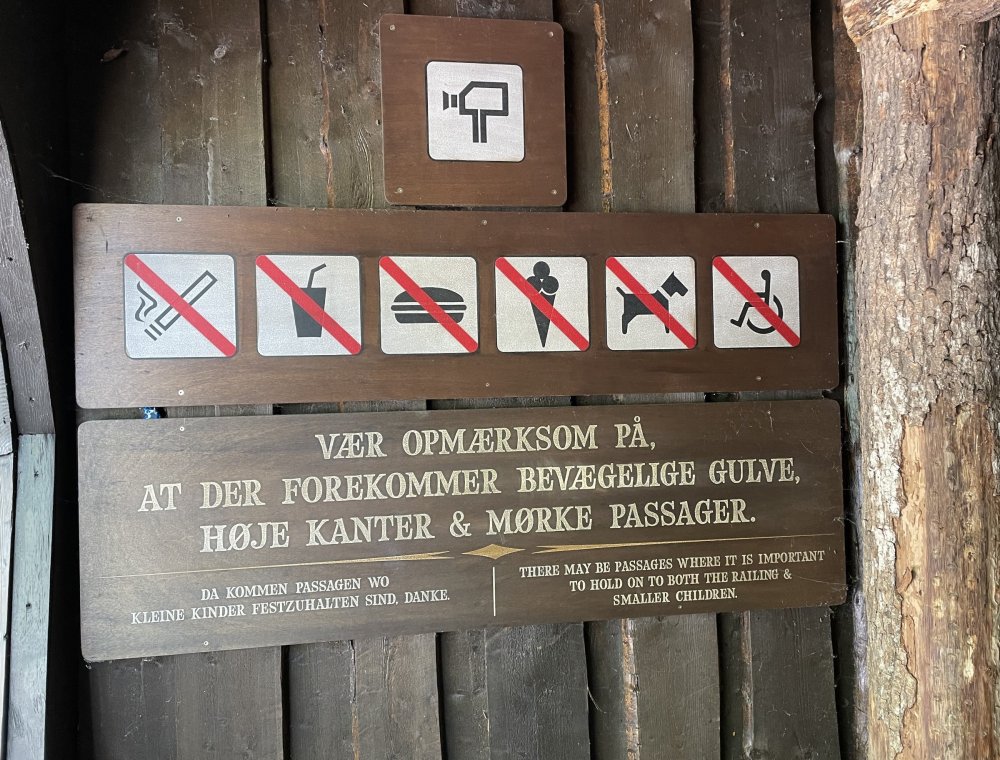 VÆR OPMÆRKSOM PÅ,
AT DER FOREKOMMER BEVÆGELIGE GULVE,
HØJE KANTER & MØRKE PASSAGER.
DA KOMMEN PASSAGEN WO
KLEINE KINDER FESTZUHALTEN SIND, DANKE.
THERE MAY BE PASSAGES WHERE IT IS IMPORTANT
TO HOLD ON TO BOTH THE RAILING &
SMALLER CHILDREN.